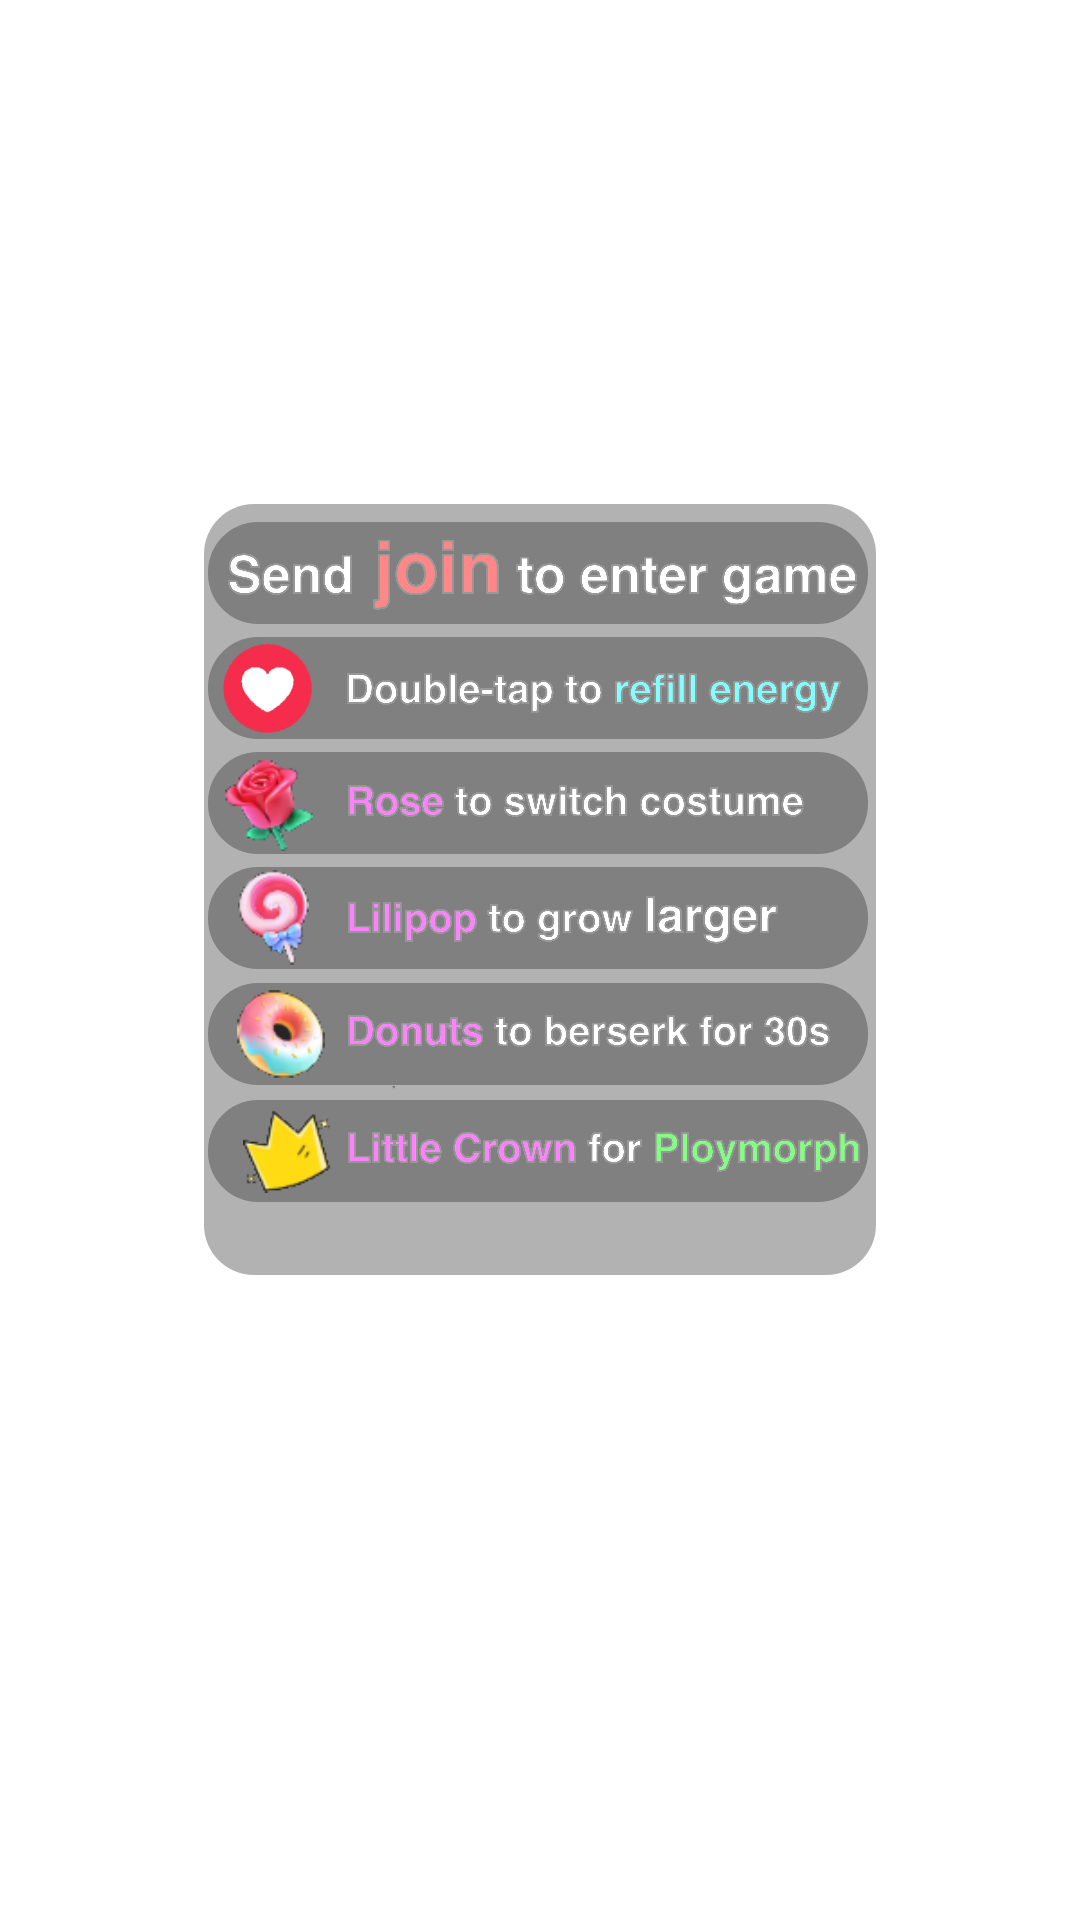 Send join to enter game
Double-tap to refill energy
Rose to switch costume
Lilipop to grow larger
Donuts to berserk for 30s
Little Crown for Ploymorph